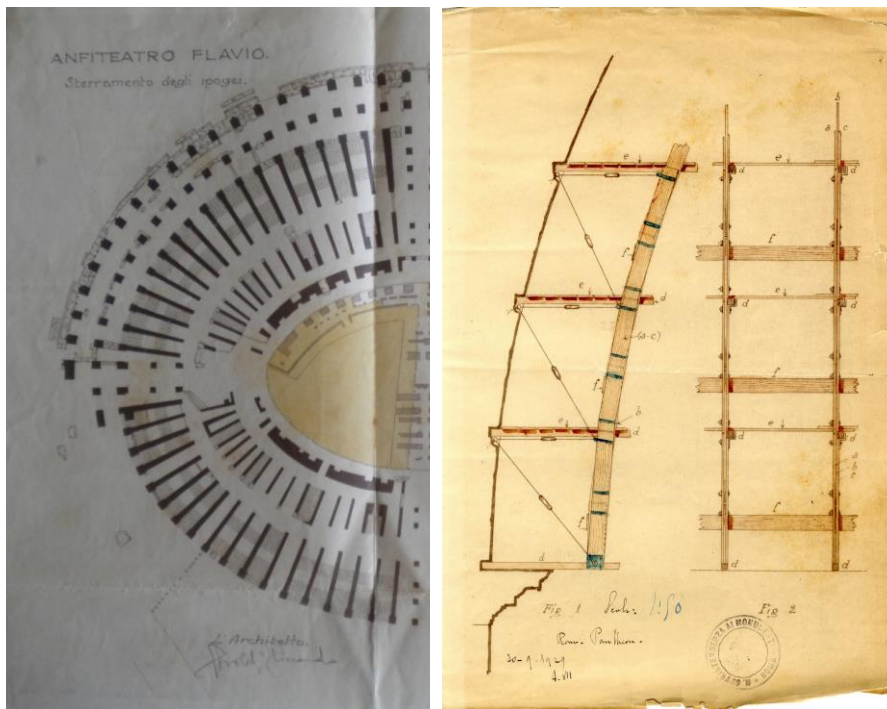 ANFITEATRO FLAVIO.
Sterramento degli ipogei.
L'Architetto.
b
a c
e e
d d
f f
e e
d d d
(a-c)
f
f f
b
e d e
d d
a
b
c
f f
d d d
Fig. 1 Scala: 1:50 Fig. 2
Roma - Pantheon.
30-9-1929
A. VII